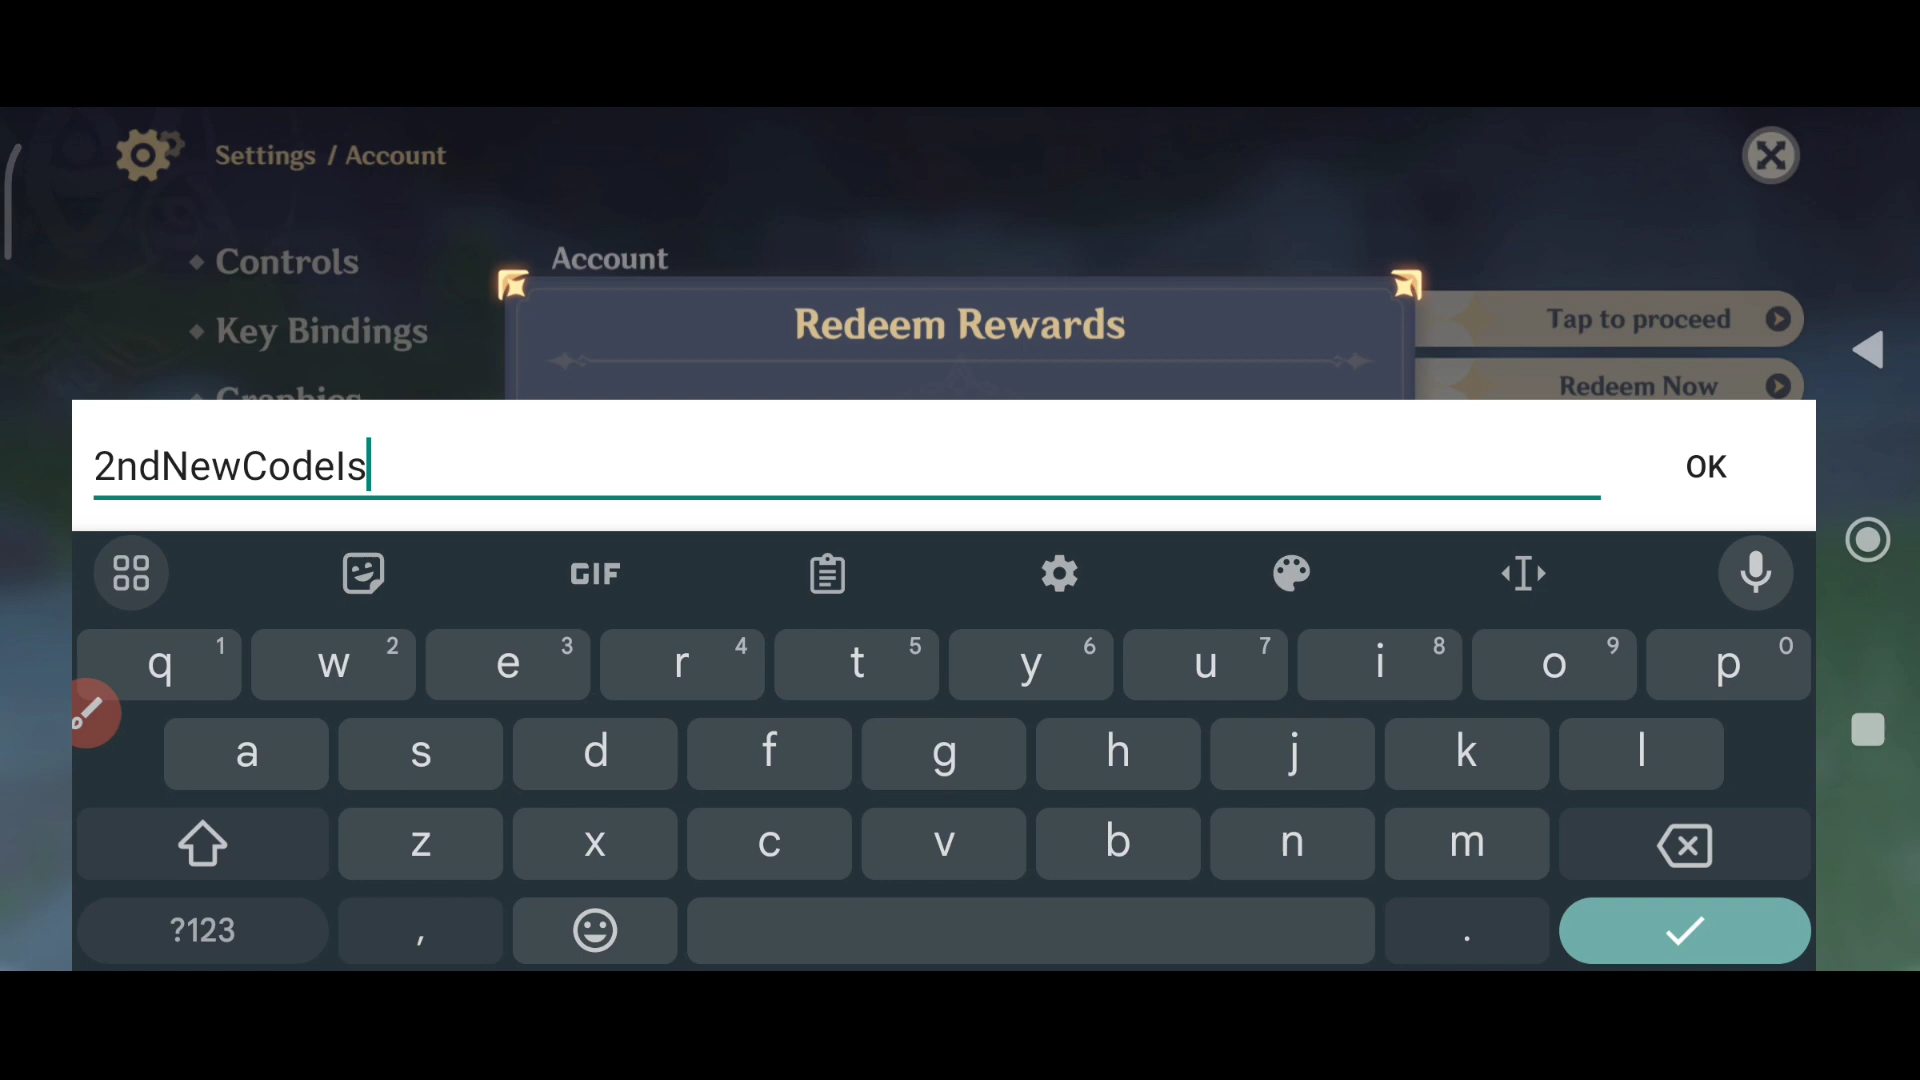 Settings / Account
Controls
Account
Key Bindings
Redeem Rewards
Tap to proceed
Graphics
Redeem Now
2ndNewCodeIs
OK
GIF
q 1 w 2 e 3 r 4 t 5 y 6 u 7 i 8 o 9 p 0
a s d f g h j k l
z x c v b n m
?123 , .